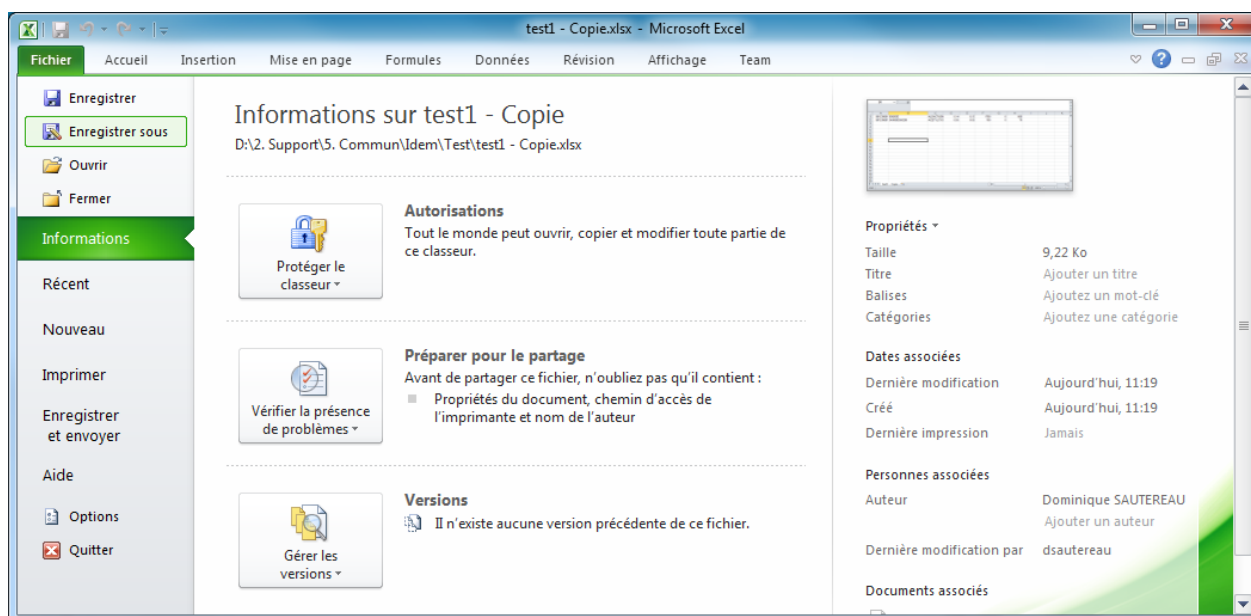 test1 - Copie.xlsx - Microsoft Excel
Fichier Accueil Insertion Mise en page Formules Données Révision Affichage Team
Enregistrer
Enregistrer sous
Ouvrir
Fermer
Informations
Récent
Nouveau
Imprimer
Enregistrer
et envoyer
Aide
Options
Quitter
Informations sur test1 - Copie
D:\2. Support\5. Commun\Idem\Test\test1 - Copie.xlsx
Protéger le
classeur
Autorisations
Tout le monde peut ouvrir, copier et modifier toute partie de
ce classeur.
Vérifier la présence
de problèmes
Préparer pour le partage
Avant de partager ce fichier, n'oubliez pas qu'il contient :
Propriétés du document, chemin d'accès de
l'imprimante et nom de l'auteur
Gérer les
versions
Versions
Il n'existe aucune version précédente de ce fichier.
Propriétés
Taille 9,22 Ko
Titre Ajouter un titre
Balises Ajoutez un mot-clé
Catégories Ajoutez une catégorie
Dates associées
Dernière modification Aujourd'hui, 11:19
Créé Aujourd'hui, 11:19
Dernière impression Jamais
Personnes associées
Auteur Dominique SAUTEREAU
Ajouter un auteur
Dernière modification par dsautereau
Documents associés